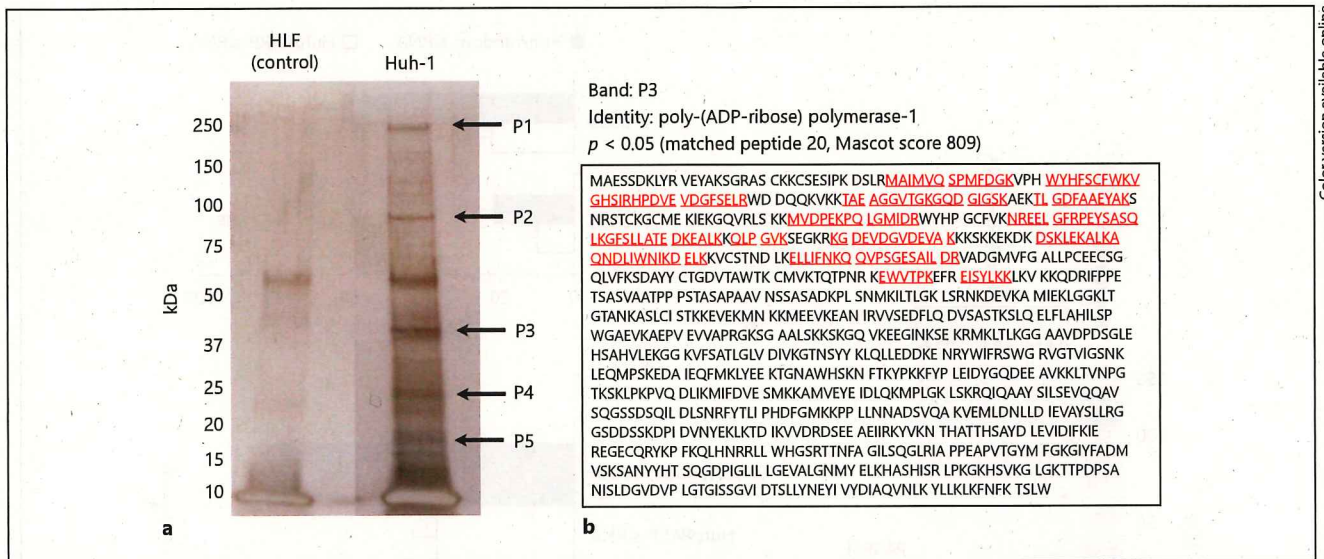 Color version available online
HLF
(control)
Huh-1
kDa
250
150
100
75
50
37
25
20
15
10
P1
P2
P3
P4
P5
a
Band: P3
Identity: poly-(ADP-ribose) polymerase-1
p < 0.05 (matched peptide 20, Mascot score 809)
MAESSDKLYR VEYAKSGRAS CKKCSESIPK DSLRMAIMVQ SPMFDGKVPH WYHFSCFWKV
GHSIRHPDVE VDGFSELRWD DQQKVKKTAE AGGVTGKGQD GIGSKAEKTL GDFAAEYAKS
NRSTCKGCME KIEKGQVRLS KKMVDPEKPQ LGMIDRWYHP GCFVKNREEL GFRPEYSASQ
LKGFSLLATE DKEALKKQLP GVKSEGKRKG DEVDGVDEVA KKKSKKEKDK DSKLEKALKA
QNDLIWNIKD ELKKVCSTND LKELLIFNKQ QVPSGESAIL DRVADGMVFG ALLPCEECSG
QLVFKSDAYY CTGDVTAWTK CMVKTQTPNR KEWVTPKEFR EISYLKKLKV KKQDRIFPPE
TSASVAATPP PSTASAPAAV NSSASADKPL SNMKILTLGK LSRNKDEVKA MIEKLGGKLT
GTANKASLCI STKKEVEKMN KKMEEVKEAN IRVVSEDFLQ DVSASTKSLQ ELFLAHILSP
WGAEVKAEPV EVVAPRGKSG AALSKKSKGQ VKEEGINKSE KRMKLTLKGG AAVDPDSGLE
HSAHVLEKGG KVFSATLGLV DIVKGTNSYY KLQLLEDDKE NRYWIFRSWG RVGTVIGSNK
LEQMPSKEDA IEQFMKLYEE KTGNAWHSKN FTKYPKKFYP LEIDYGQDEE AVKKLTVNPG
TKSKLPKPVQ DLIKMIFDVE SMKKAMVEYE IDLQKMPLGK LSKRQIQAAY SILSEVQQAV
SQGSSDSQIL DLSNRFYTLI PHDFGMKKPP LLNNADSVQA KVEMLDNLLD IEVAYSLLRG
GSDDSSKDPI DVNYEKLKTD IKVVDRDSEE AEIIRKYVKN THATTHSAYD LEVIDIFKIE
REGECQRYKP FKQLHNRRLL WHGSRTTNFA GILSQGLRIA PPEAPVTGYM FGKGIYFADM
VSKSANYYHT SQGDPIGLIL LGEVALGNMY ELKHASHISR LPKGKHSVKG LGKTTPDPSA
NISLDGVDVP LGTGISSGVI DTSLLYNEYI VYDIAQVNLK YLLKLKFNFK TSLW
b